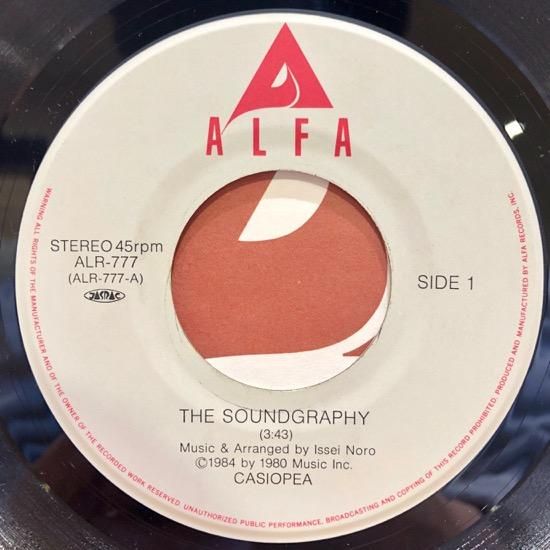 ALFA
STEREO 45rpm
ALR-777
(ALR-777-A)
JASRAC
SIDE 1
THE SOUNDGRAPHY
(3:43)
Music & Arranged by Issei Noro
©1984 by 1980 Music Inc.
CASIOPEA
WARNING: ALL RIGHTS OF THE MANUFACTURER AND OF THE OWNER OF THE RECORDED WORK RESERVED. UNAUTHORIZED PUBLIC PERFORMANCE, BROADCASTING AND COPYING OF THIS RECORD PROHIBITED. PRODUCED AND MANUFACTURED BY ALFA RECORDS, INC.